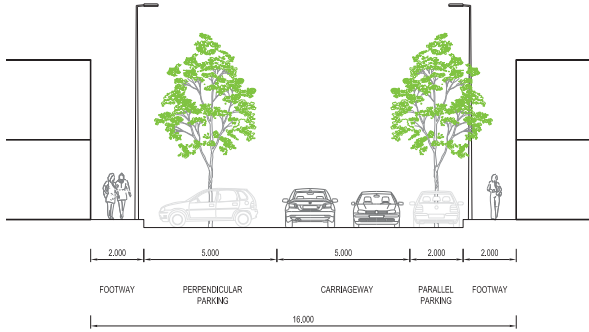 2.000 5.000 5.000 2.000 2.000
FOOTWAY PERPENDICULAR CARRIAGEWAY PARALLEL FOOTWAY
PARKING PARKING
16,000